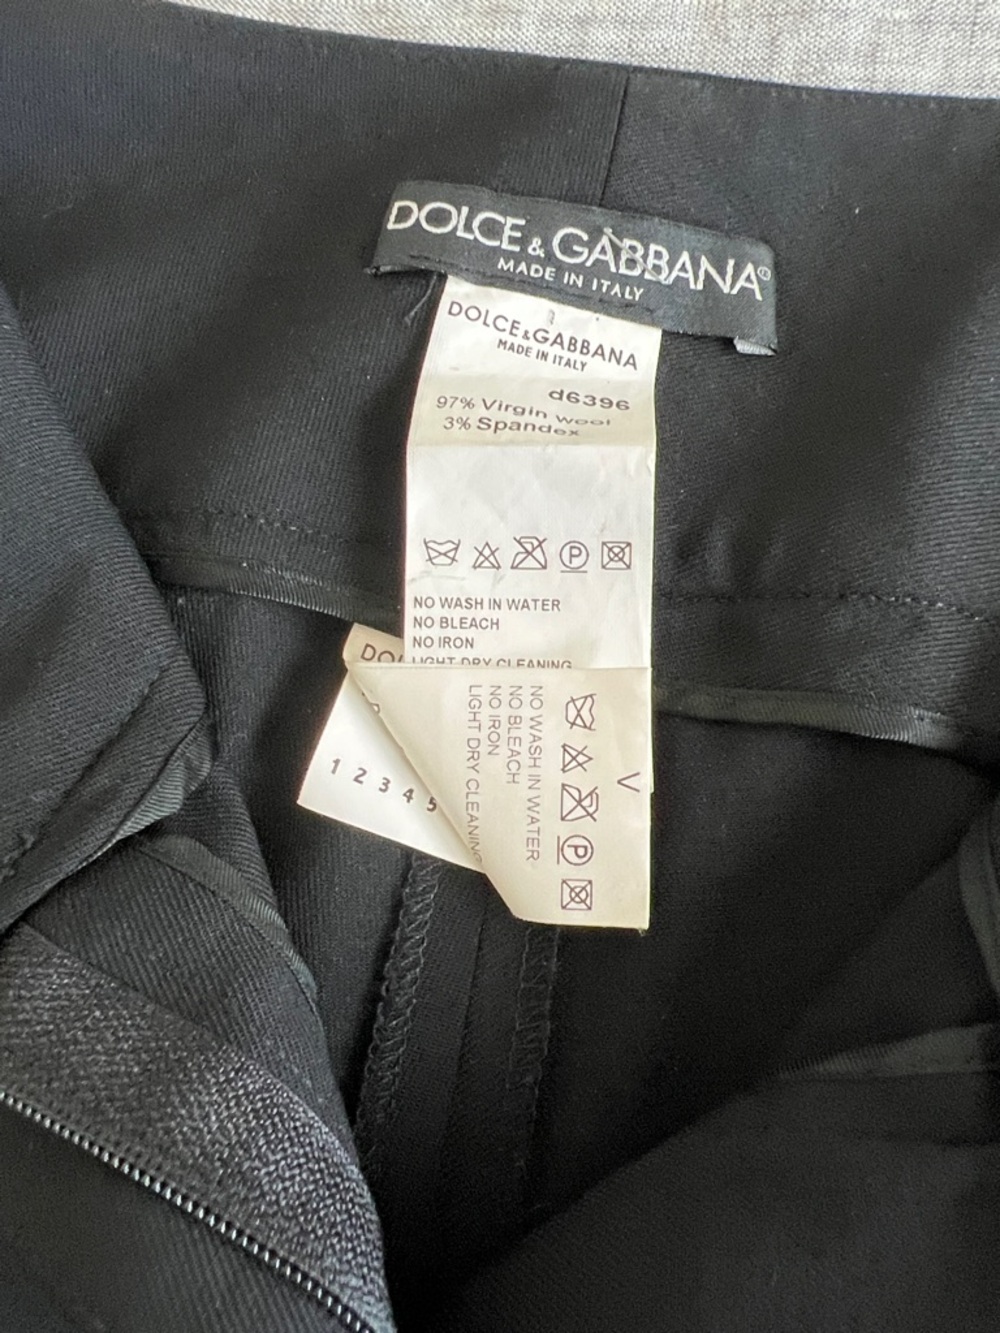 DOLCE & GABBANA®
MADE IN ITALY
DOLCE & GABBANA
MADE IN ITALY
d6396
97% Virgin wool
3% Spandex
P
NO WASH IN WATER
NO BLEACH
NO IRON
LIGHT DRY CLEANING
1 2 3 4 5
NO WASH IN WATER
NO BLEACH
NO IRON
LIGHT DRY CLEANING
P